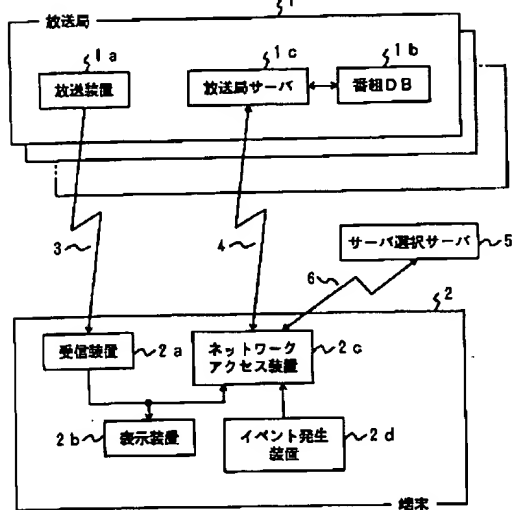 1
放送局
1a
1c
1b
放送装置
放送局サーバ
番組DB
3
4
サーバ選択サーバ
5
6
2
受信装置
2a
ネットワーク
アクセス装置
2c
2b
表示装置
イベント発生
装置
2d
端末